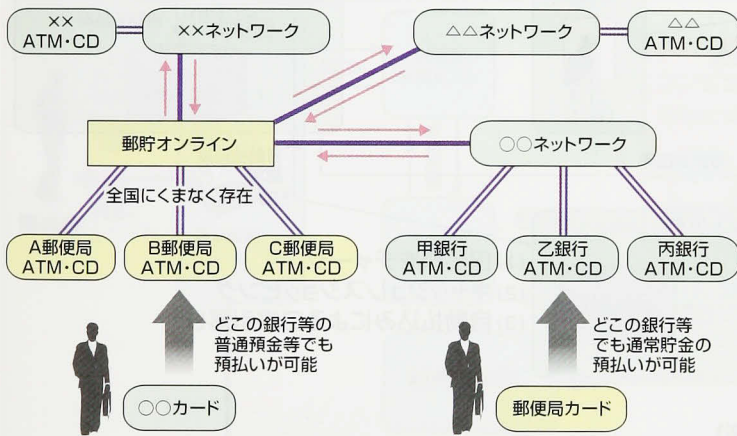 ××
ATM・CD
××ネットワーク
△△ネットワーク
△△
ATM・CD
郵貯オンライン
○○ネットワーク
全国にくまなく存在
A郵便局
ATM・CD
B郵便局
ATM・CD
C郵便局
ATM・CD
甲銀行
ATM・CD
乙銀行
ATM・CD
丙銀行
ATM・CD
どこの銀行等の
普通預金等でも
預払いが可能
どこの銀行等
でも通常貯金の
預払いが可能
○○カード
郵便局カード